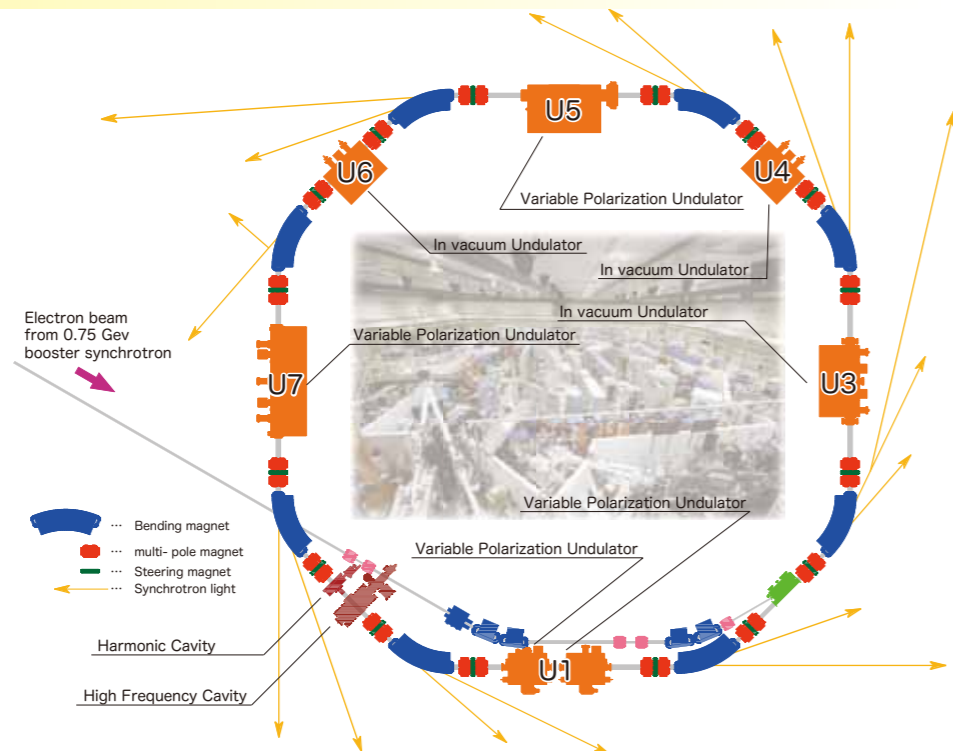 U5
U6
U4
Variable Polarization Undulator
In vacuum Undulator
In vacuum Undulator
In vacuum Undulator
Electron beam
from 0.75 Gev
booster synchrotron
Variable Polarization Undulator
U7
U3
Variable Polarization Undulator
··· Bending magnet
Variable Polarization Undulator
··· multi- pole magnet
··· Steering magnet
··· Synchrotron light
Harmonic Cavity
U1
High Frequency Cavity